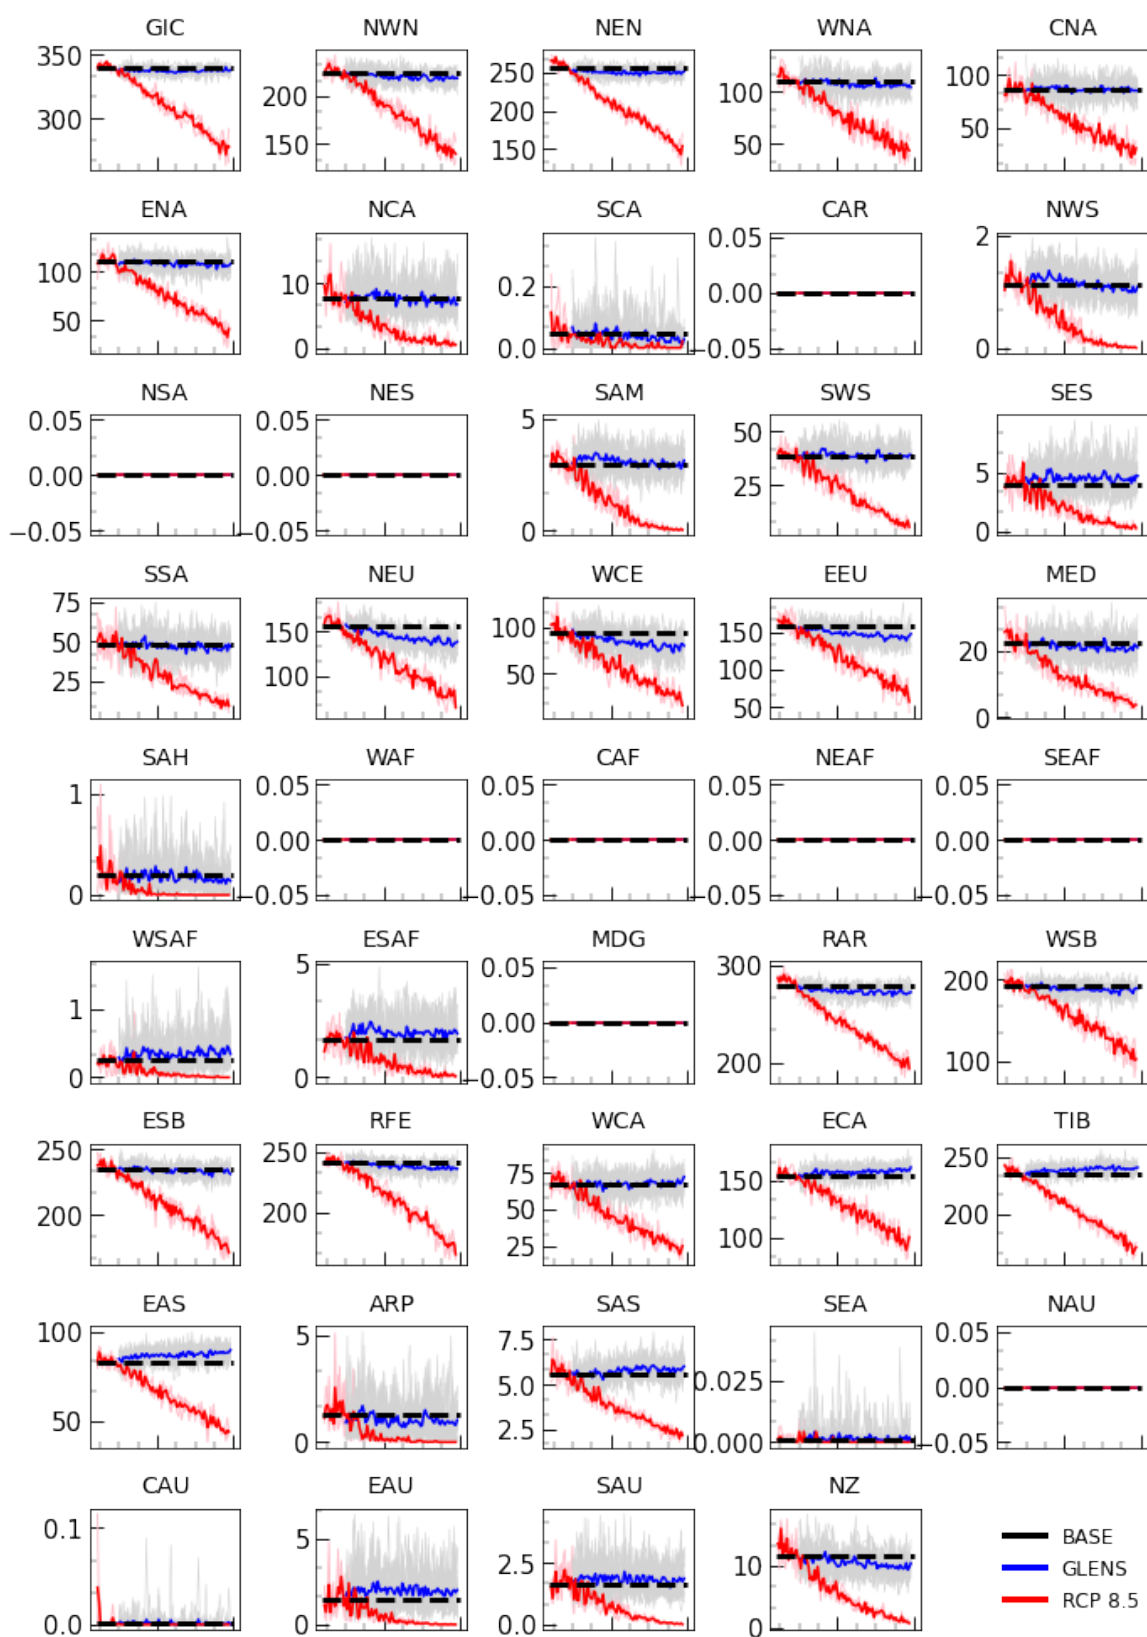 GIC NWN NEN WNA CNA
350 300
200 150
250 200 150
100 50
100 50
ENA NCA SCA CAR NWS
100 50
10 0
0.2 0.0
0.05 0.00 −0.05
2 0
NSA NES SAM SWS SES
0.05 0.00 −0.05
0.05 0.00 −0.05
5 0
50 25
5 0
SSA NEU WCE EEU MED
75 50 25
150 100
100 50
150 100 50
20 0
SAH WAF CAF NEAF SEAF
1 0
0.05 0.00 −0.05
0.05 0.00 −0.05
0.05 0.00 −0.05
0.05 0.00 −0.05
WSAF ESAF MDG RAR WSB
1 0
5 0
0.05 0.00 −0.05
300 200
200 100
ESB RFE WCA ECA TIB
250 200
250 200
75 50 25
150 100
250 200
EAS ARP SAS SEA NAU
100 50
5 0
7.5 5.0 2.5
0.025 0.000
0.05 0.00 −0.05
CAU EAU SAU NZ
0.1 0.0
5 0
2.5 0.0
10 0
BASE
GLENS
RCP 8.5